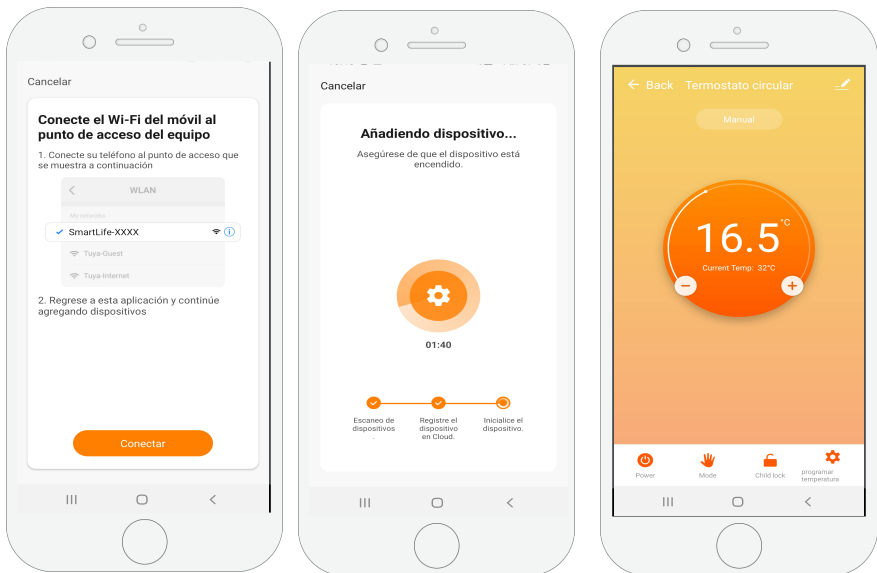 Cancelar
Conecte el Wi-Fi del móvil al
punto de acceso del equipo
1. Conecte su teléfono al punto de acceso que
se muestra a continuación
WLAN
My networks
SmartLife-XXXX
Tuya-Guest
Tuya-Internet
2. Regrese a esta aplicación y continúe
agregando dispositivos
Conectar
Cancelar
Añadiendo dispositivo...
Asegúrese de que el dispositivo está
encendido.
01:40
Escaneo de
dispositivos
.
Registre el
dispositivo
en Cloud.
Inicialice el
dispositivo.
Back Termostato circular
Manual
16.5°C
Current Temp: 32°C
Power
Mode
Child lock
programar
temperatura